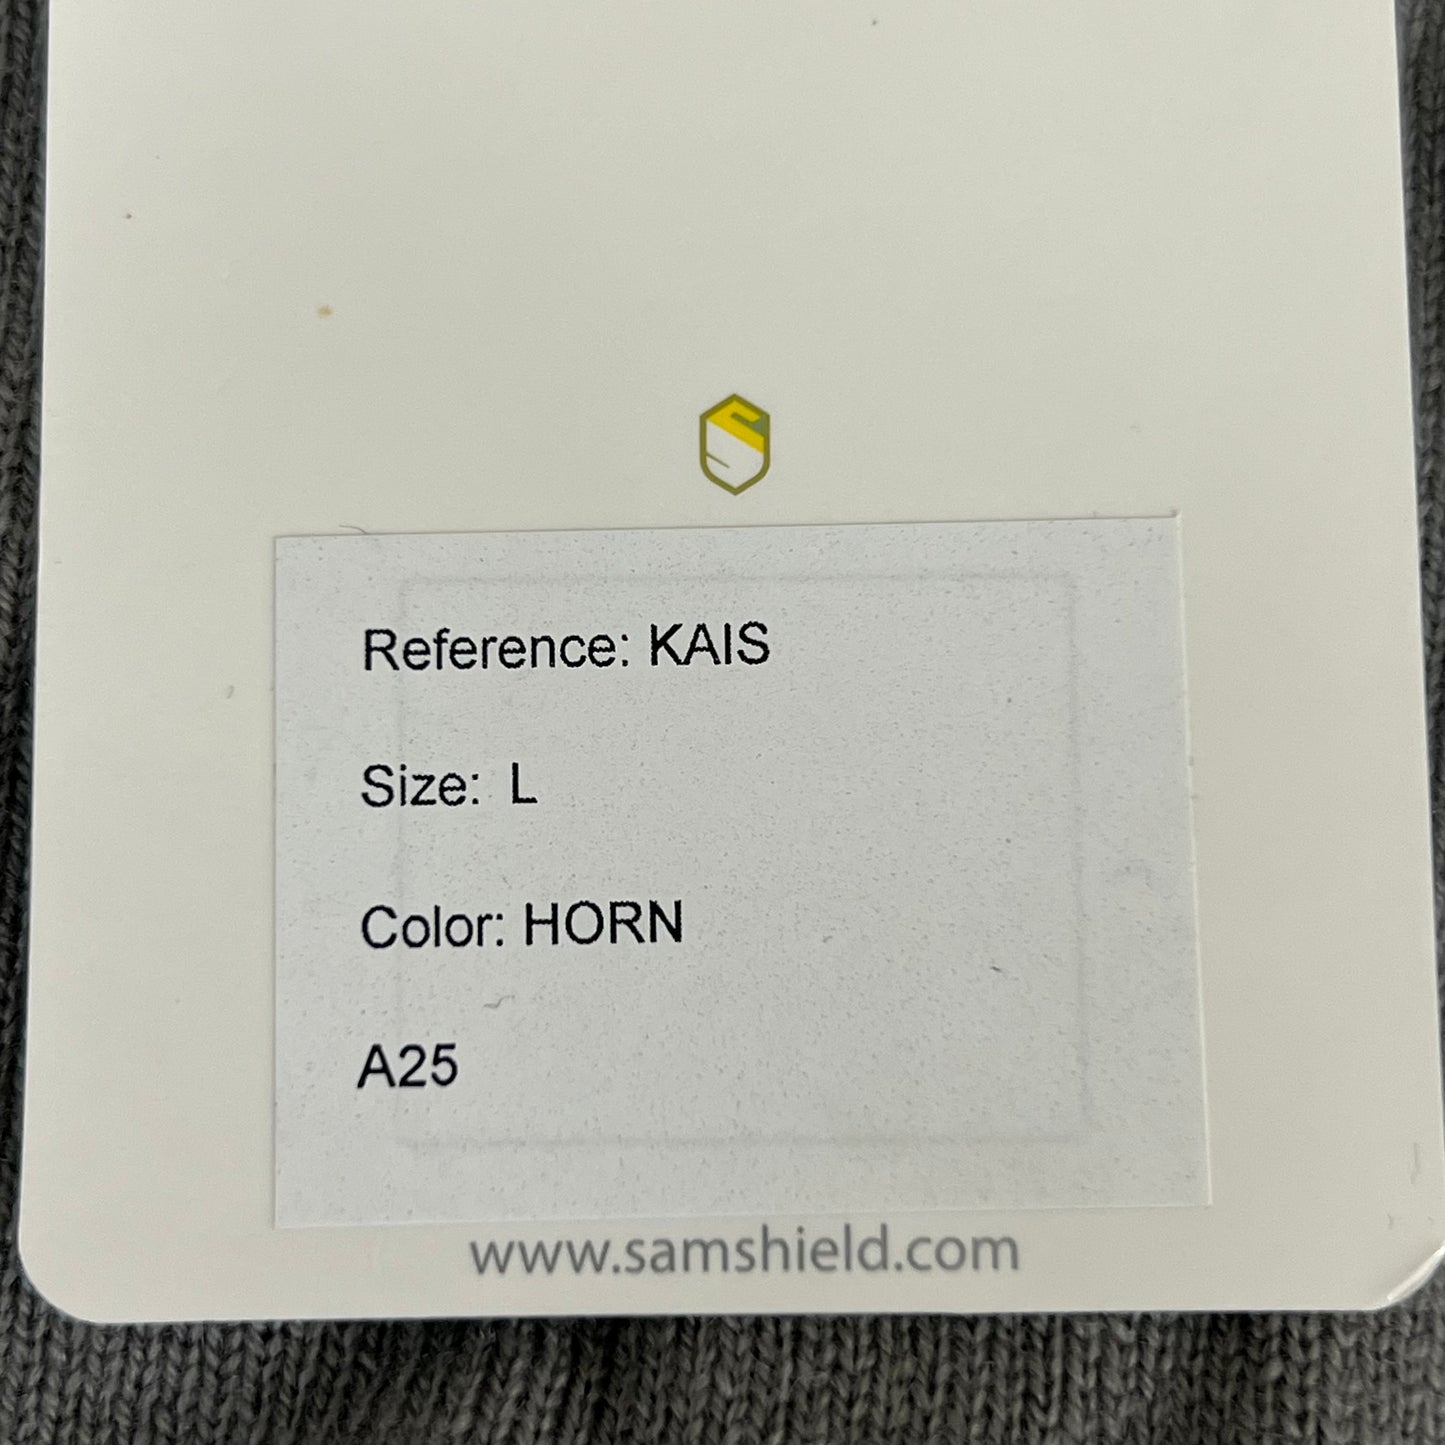 Reference: KAIS
Size: L
Color: HORN
A25
www.samshield.com